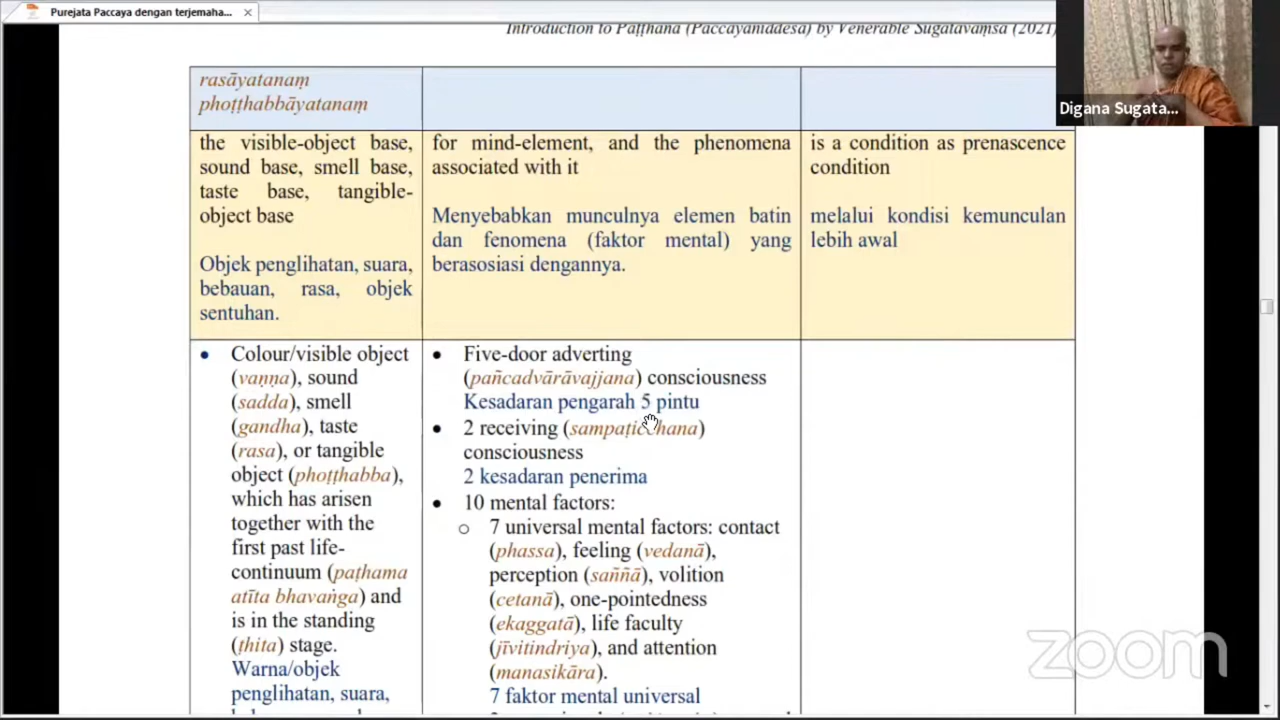 Purejata Paccaya dengan terjemaha...
Introduction to Paṭṭhāna (Paccayaniddesa) by Venerable Sugatavaṃsa (2021)
Digana Sugata...
rasāyatanaṃ
phoṭṭhabbāyatanaṃ
the visible-object base,
sound base, smell base,
taste base, tangible-
object base
Objek penglihatan, suara,
bebauan, rasa, objek
sentuhan.
for mind-element, and the phenomena
associated with it
Menyebabkan munculnya elemen batin
dan fenomena (faktor mental) yang
berasosiasi dengannya.
is a condition as prenascence
condition
melalui kondisi kemunculan
lebih awal
• Colour/visible object
(vaṇṇa), sound
(sadda), smell
(gandha), taste
(rasa), or tangible
object (phoṭṭhabba),
which has arisen
together with the
first past life-
continuum (paṭhama
atīta bhavaṅga) and
is in the standing
(ṭhita) stage.
Warna/objek
penglihatan, suara,
• Five-door adverting
(pañcadvārāvajjana) consciousness
Kesadaran pengarah 5 pintu
• 2 receiving (sampaṭicchana)
consciousness
2 kesadaran penerima
• 10 mental factors:
o 7 universal mental factors: contact
(phassa), feeling (vedanā),
perception (saññā), volition
(cetanā), one-pointedness
(ekaggatā), life faculty
(jīvitindriya), and attention
(manasikāra).
7 faktor mental universal
zoom